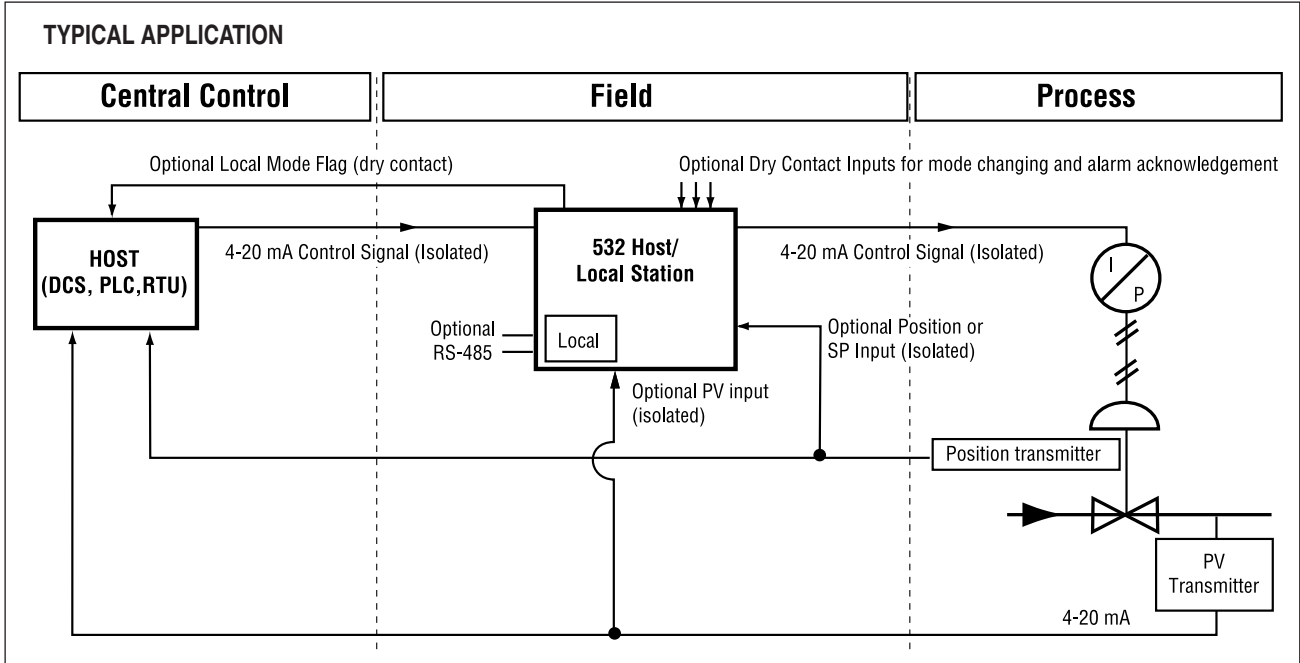 TYPICAL APPLICATION
Central Control
Field
Process
Optional Local Mode Flag (dry contact)
Optional Dry Contact Inputs for mode changing and alarm acknowledgement
HOST
(DCS, PLC,RTU)
4-20 mA Control Signal (Isolated)
532 Host/
Local Station
4-20 mA Control Signal (Isolated)
I
P
Optional
RS-485
Local
Optional Position or
SP Input (Isolated)
Optional PV input
(isolated)
Position transmitter
PV
Transmitter
4-20 mA